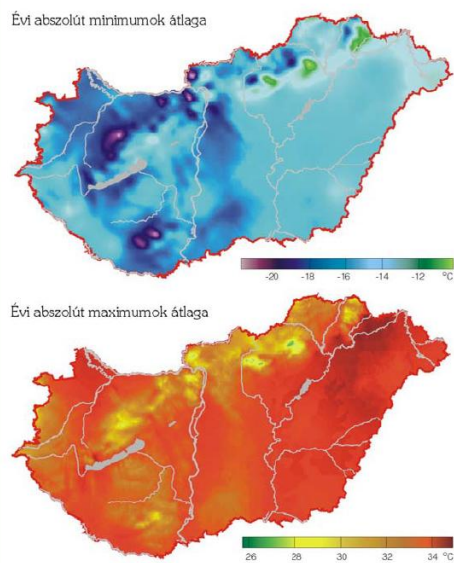 Évi abszolút minimumok átlaga
-20 -18 -16 -14 -12 °C
Évi abszolút maximumok átlaga
26 28 30 32 34 °C